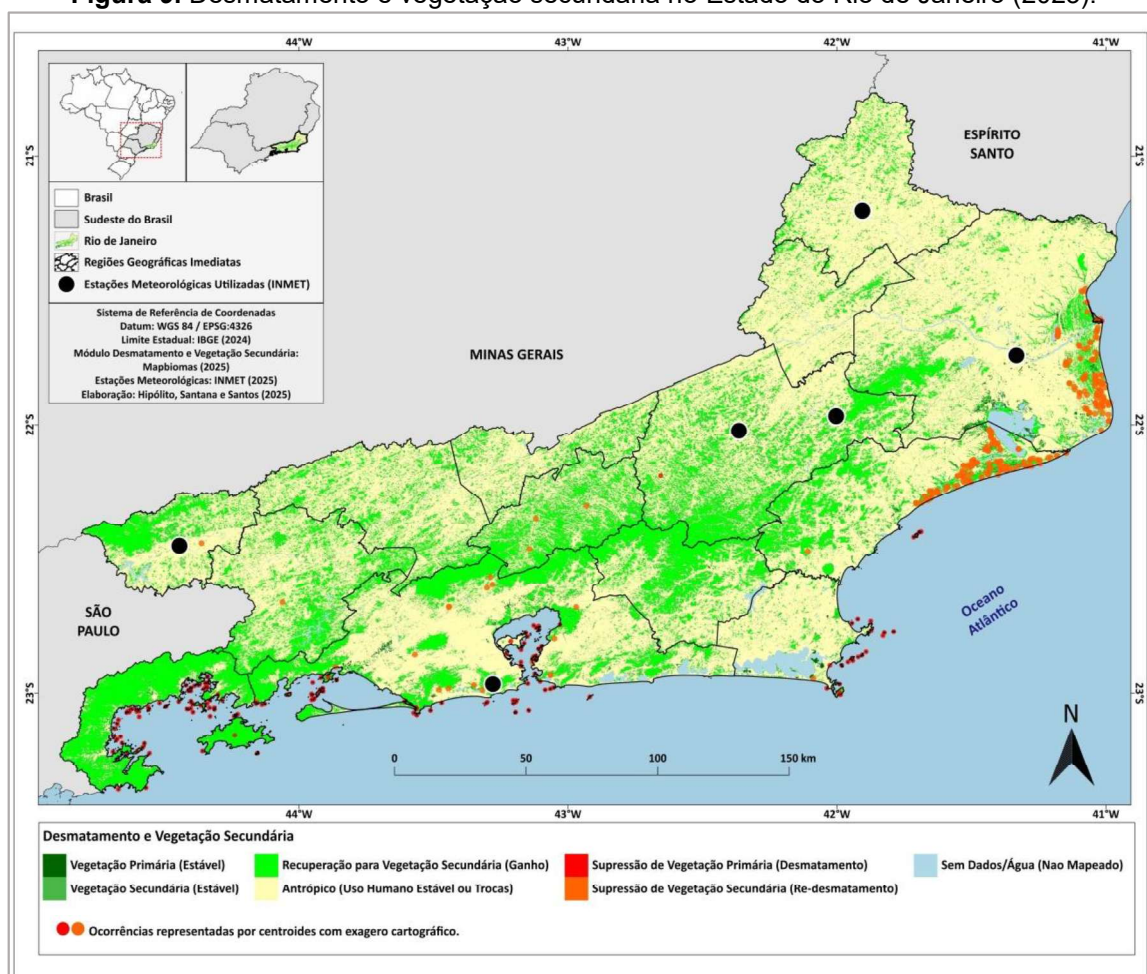 Figura 5. Desmatamento e vegetação secundária no Estado do Rio de Janeiro (2025).
44°W 43°W 42°W 41°W
21°S
22°S
23°S
Brasil
Sudeste do Brasil
Rio de Janeiro
Regiões Geográficas Imediatas
Estações Meteorológicas Utilizadas (INMET)
Sistema de Referência de Coordenadas
Datum: WGS 84 / EPSG:4326
Limite Estadual: IBGE (2024)
Módulo Desmatamento e Vegetação Secundária:
Mapbiomas (2025)
Estações Meteorológicas: INMET (2025)
Elaboração: Hipólito, Santana e Santos (2025)
ESPÍRITO
SANTO
MINAS GERAIS
SÃO
PAULO
Oceano
Atlântico
21°S
22°S
23°S
N
0 50 100 150 km
44°W 43°W 42°W 41°W
Desmatamento e Vegetação Secundária
Vegetação Primária (Estável)
Vegetação Secundária (Estável)
Recuperação para Vegetação Secundária (Ganho)
Antrópico (Uso Humano Estável ou Trocas)
Supressão de Vegetação Primária (Desmatamento)
Supressão de Vegetação Secundária (Re-desmatamento)
Sem Dados/Água (Nao Mapeado)
Ocorrências representadas por centroides com exagero cartográfico.